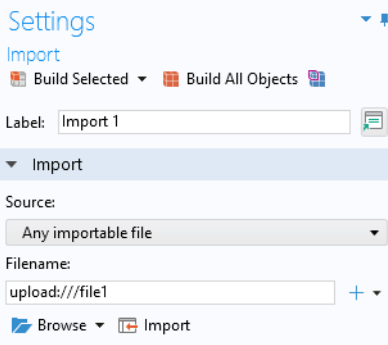 Settings
Import
Build Selected Build All Objects
Label: Import 1
Import
Source:
Any importable file
Filename:
upload:///file1
Browse Import